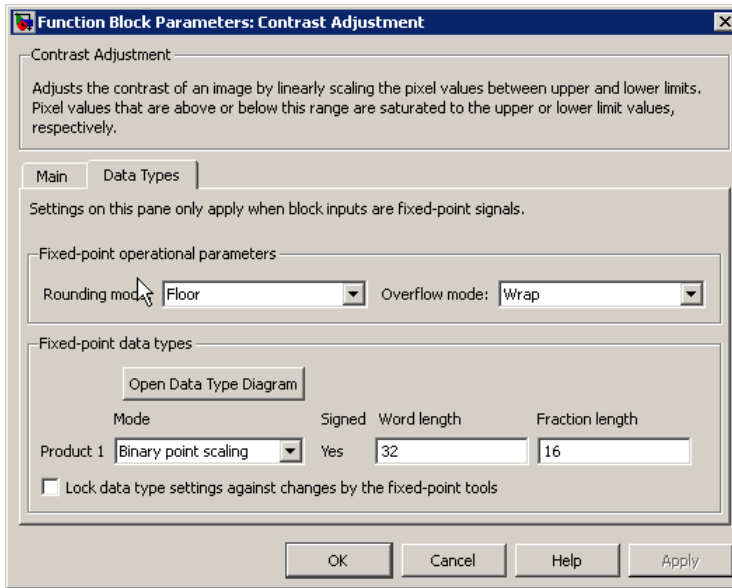 Function Block Parameters: Contrast Adjustment
Contrast Adjustment
Adjusts the contrast of an image by linearly scaling the pixel values between upper and lower limits.
Pixel values that are above or below this range are saturated to the upper or lower limit values,
respectively.
Main Data Types
Settings on this pane only apply when block inputs are fixed-point signals.
Fixed-point operational parameters
Rounding mode: Floor Overflow mode: Wrap
Fixed-point data types
Open Data Type Diagram
Mode Signed Word length Fraction length
Product 1 Binary point scaling Yes 32 16
Lock data type settings against changes by the fixed-point tools
OK Cancel Help Apply